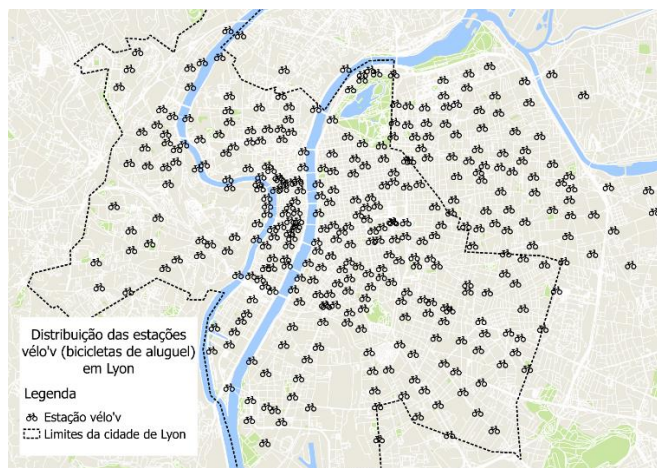 Distribuição das estações
vélo'v (bicicletas de aluguel)
em Lyon
Legenda
Estação vélo'v
Limites da cidade de Lyon